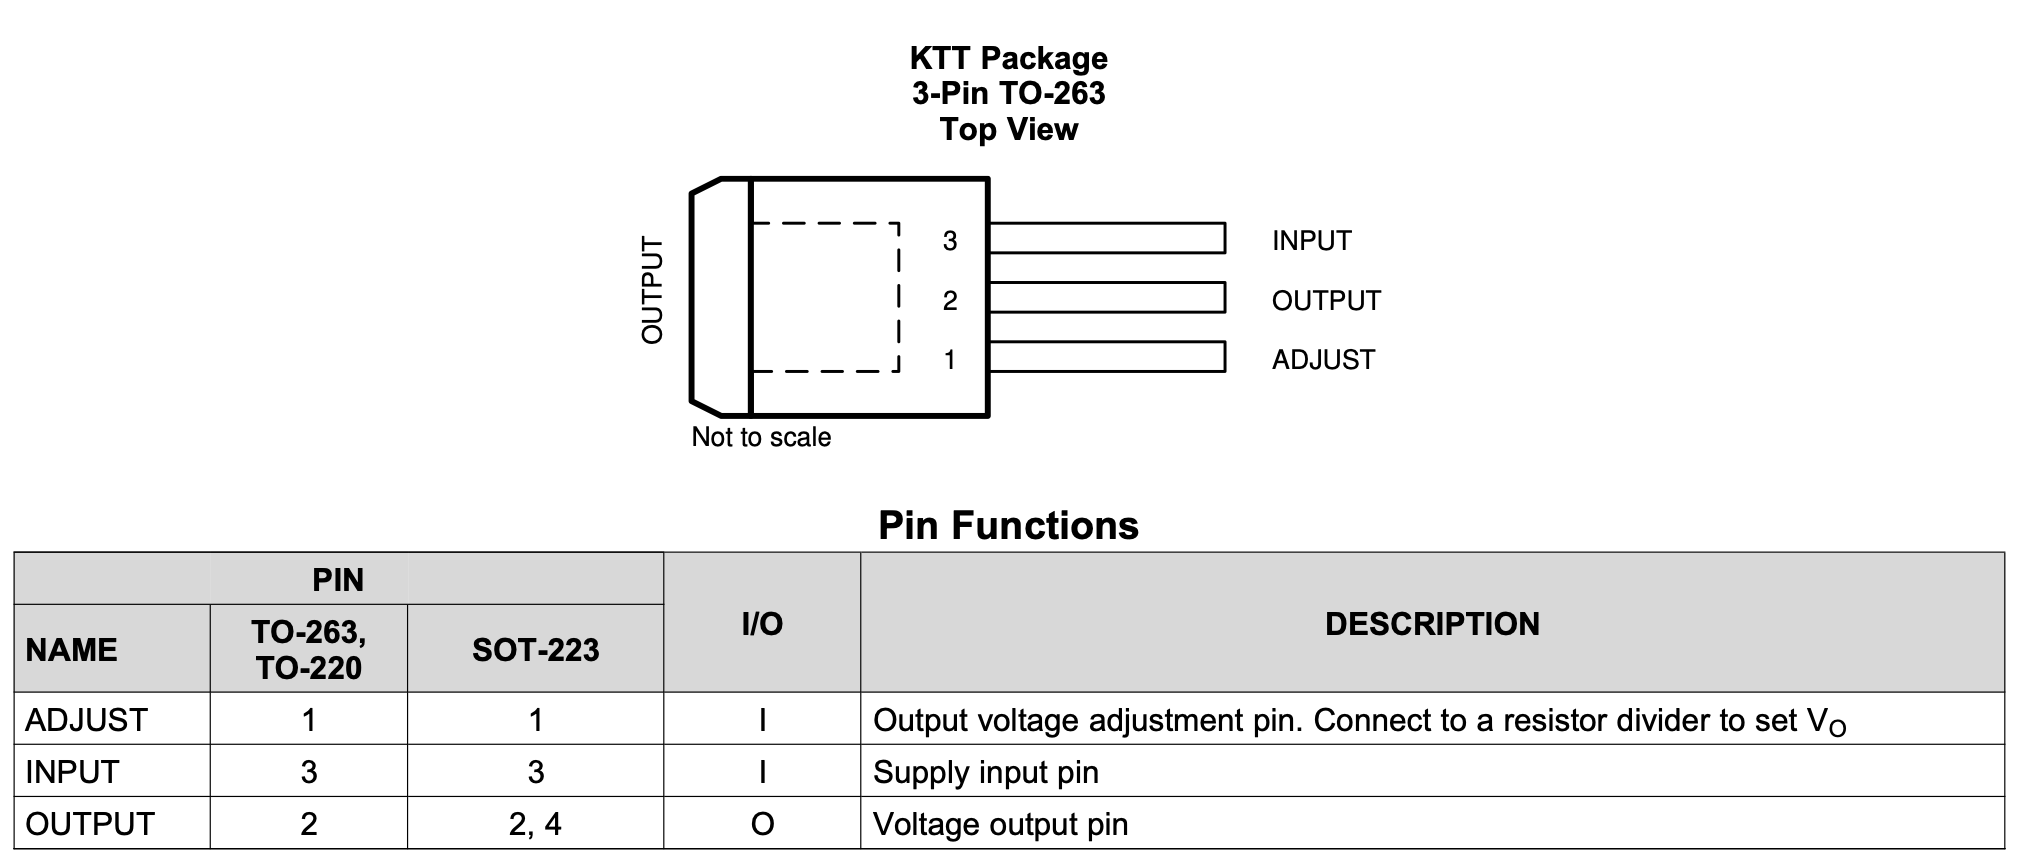 KTT Package
3-Pin TO-263
Top View
OUTPUT
3 INPUT
2 OUTPUT
1 ADJUST
Not to scale
Pin Functions
PIN I/O DESCRIPTION
NAME TO-263, TO-220 SOT-223
ADJUST 1 1 I Output voltage adjustment pin. Connect to a resistor divider to set VO
INPUT 3 3 I Supply input pin
OUTPUT 2 2, 4 O Voltage output pin